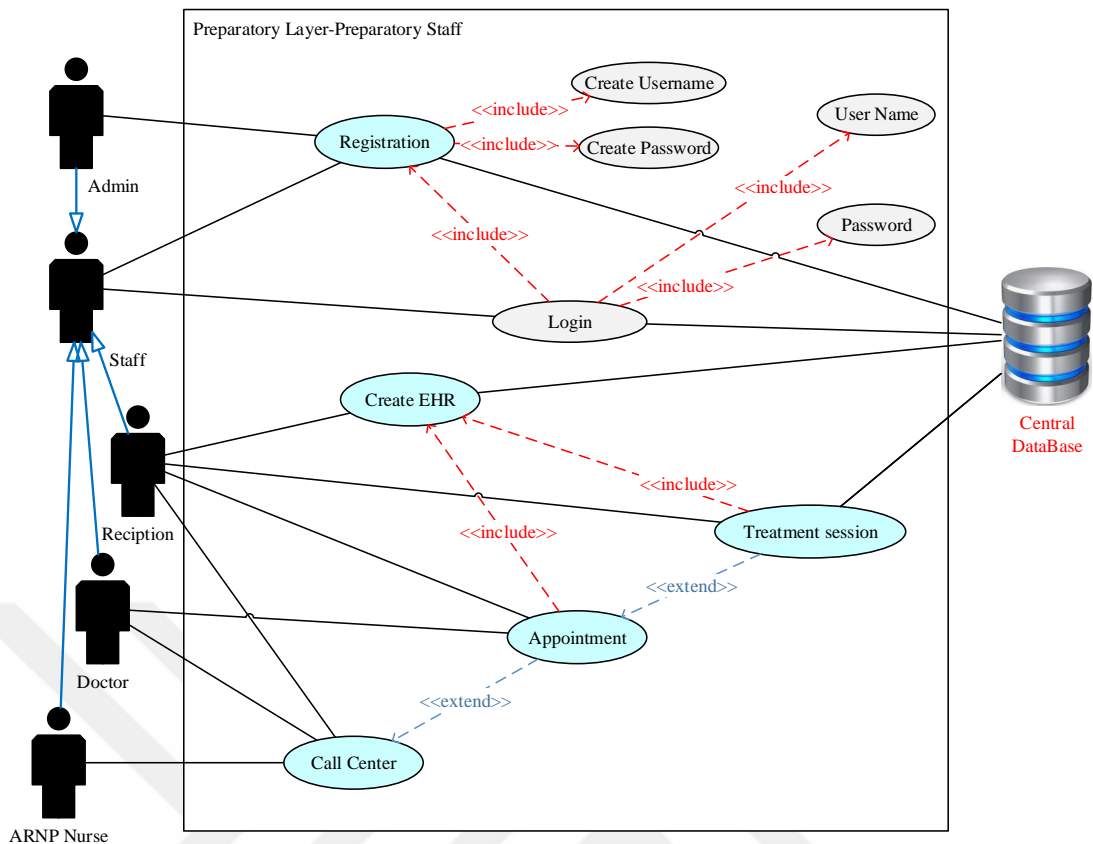 Preparatory Layer-Preparatory Staff
Create Username
<<include>>
User Name
Registration
<<include>>
Create Password
Admin
<<include>>
Password
<<include>>
<<include>>
Login
Staff
Create EHR
Central
DataBase
<<include>>
Reciption
<<include>>
Treatment session
<<extend>>
Appointment
Doctor
<<extend>>
Call Center
ARNP Nurse